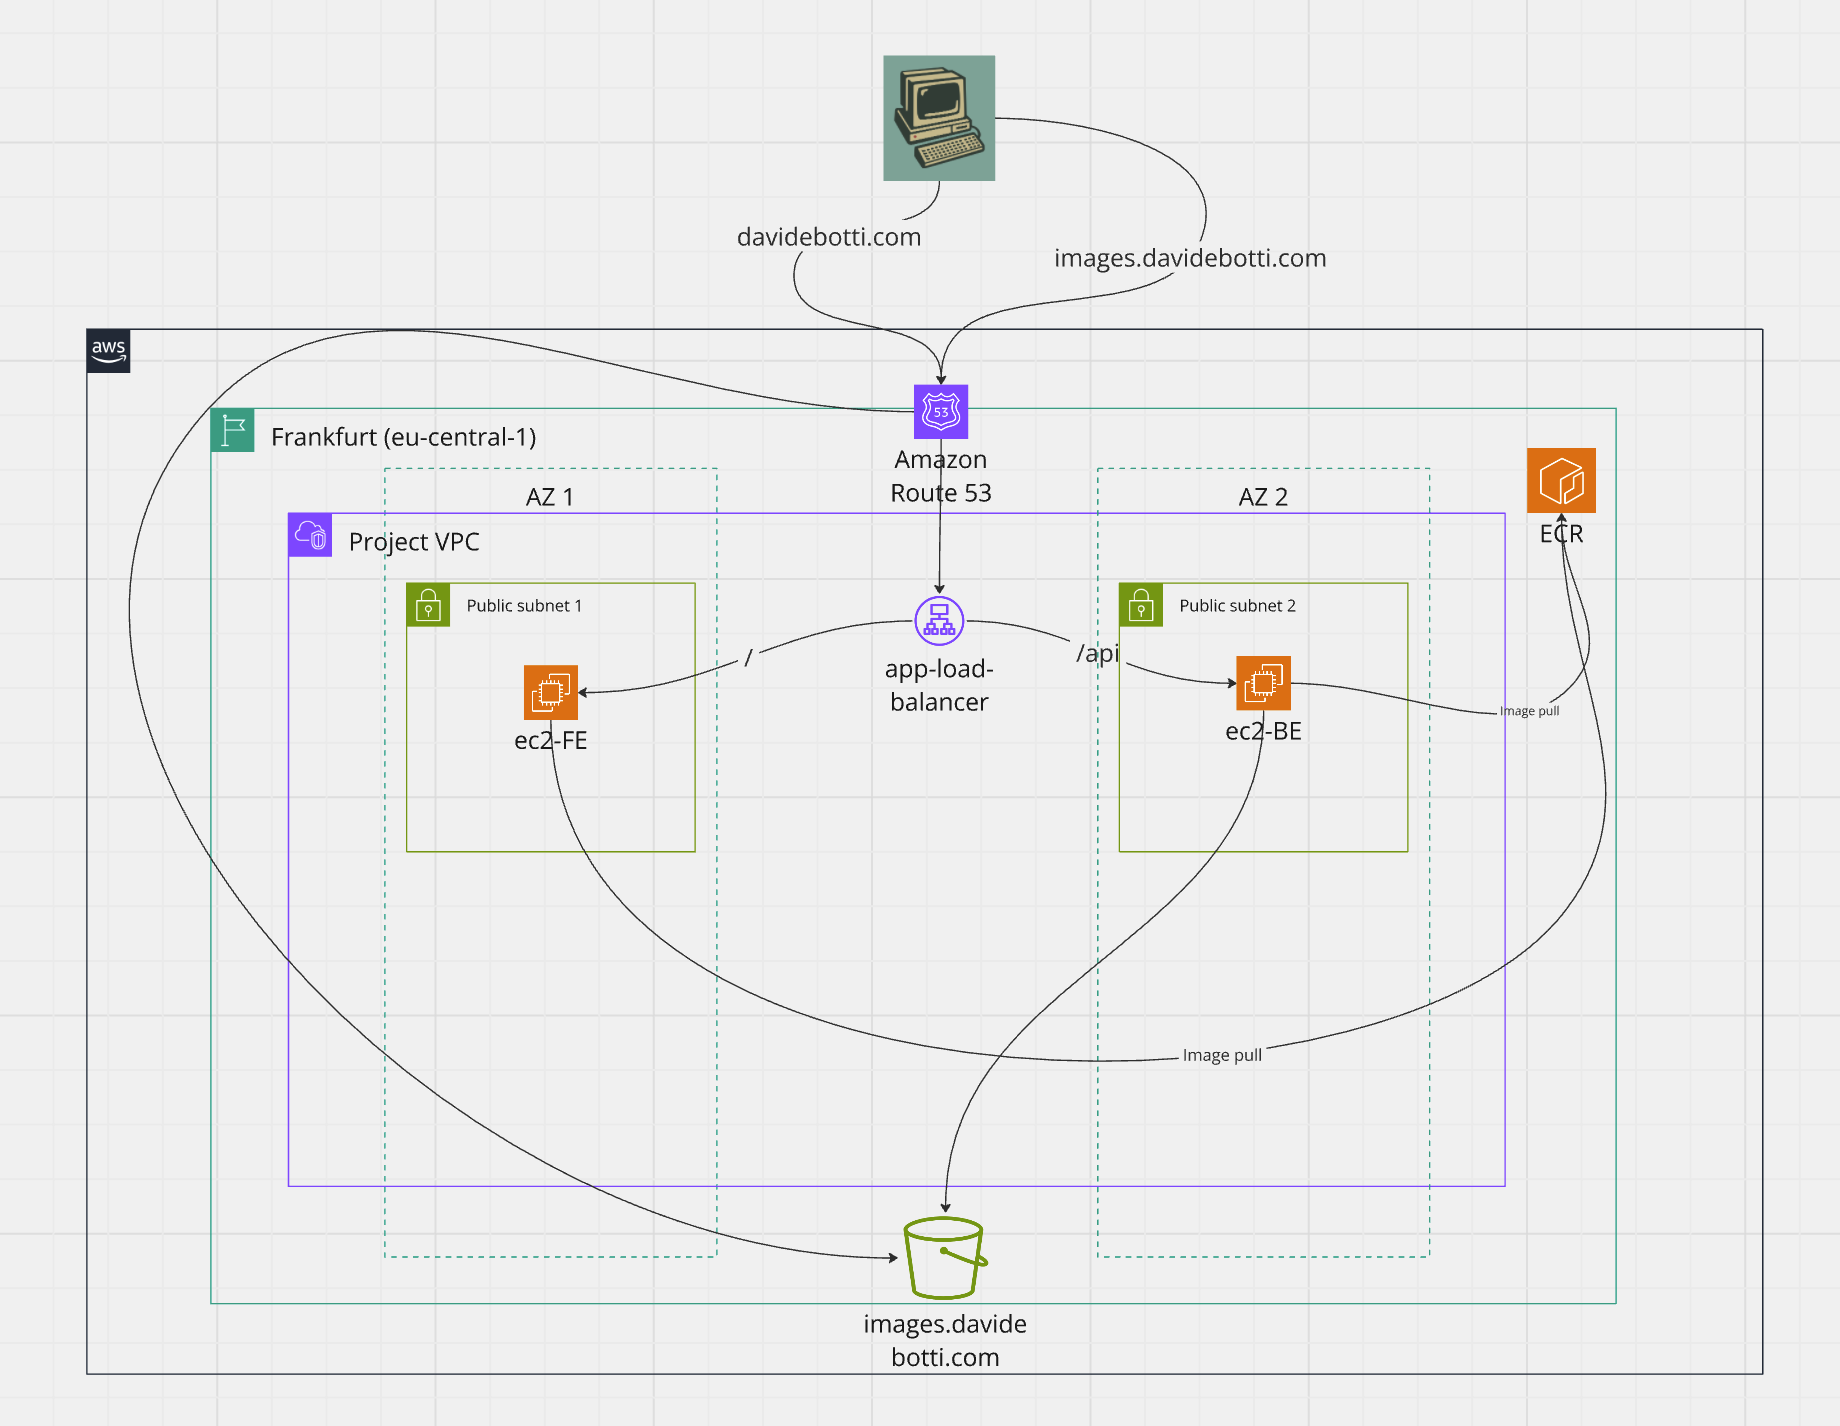 davidebotti.com
images.davidebotti.com
aws
53
Frankfurt (eu-central-1)
Amazon
Route 53
AZ 1
AZ 2
ECR
Project VPC
Public subnet 1
Public subnet 2
/
/api
app-load-
balancer
ec2-FE
ec2-BE
Image pull
Image pull
images.davide
botti.com